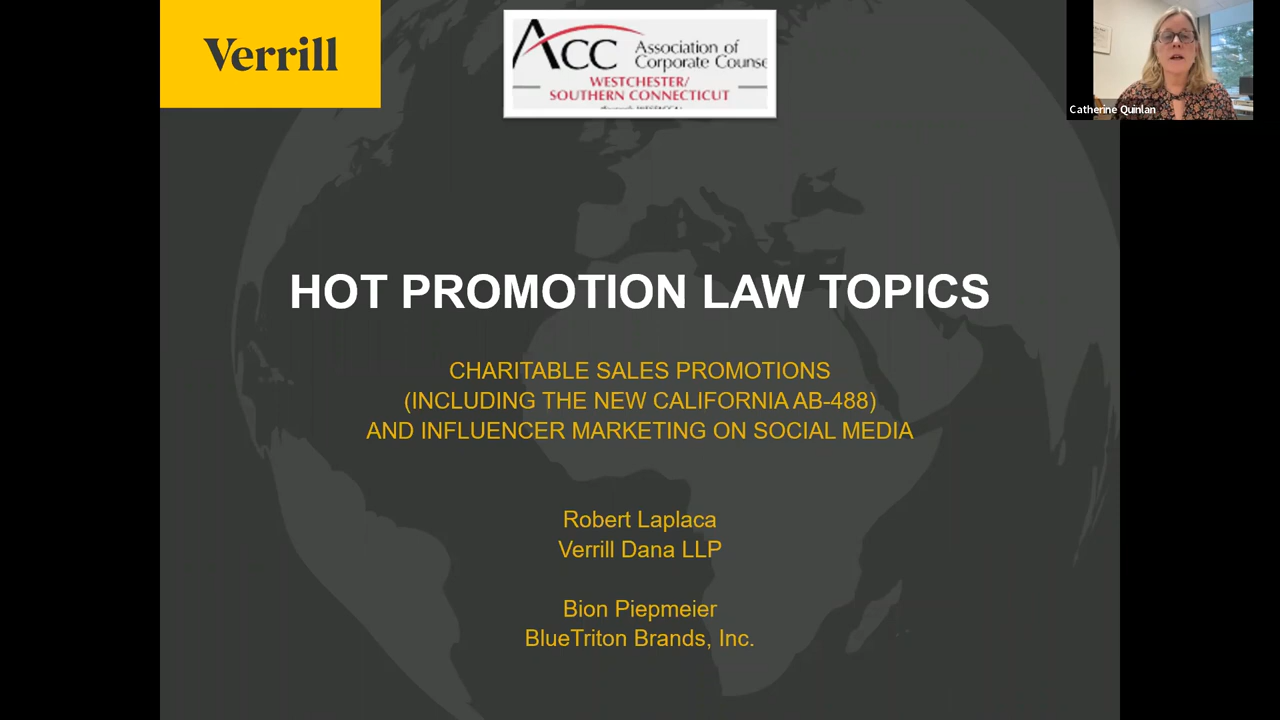 Verrill
ACC Association of
Corporate Counse
WESTCHESTER/
SOUTHERN CONNECTICUT
Catherine Quinlan
HOT PROMOTION LAW TOPICS
CHARITABLE SALES PROMOTIONS
(INCLUDING THE NEW CALIFORNIA AB-488)
AND INFLUENCER MARKETING ON SOCIAL MEDIA
Robert Laplaca
Verrill Dana LLP
Bion Piepmeier
BlueTriton Brands, Inc.